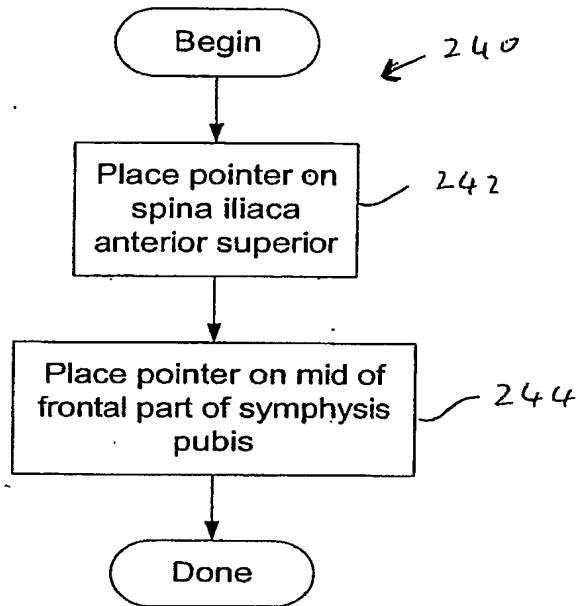 Begin
240
Place pointer on
spina iliaca
anterior superior
242
Place pointer on mid of
frontal part of symphysis
pubis
244
Done